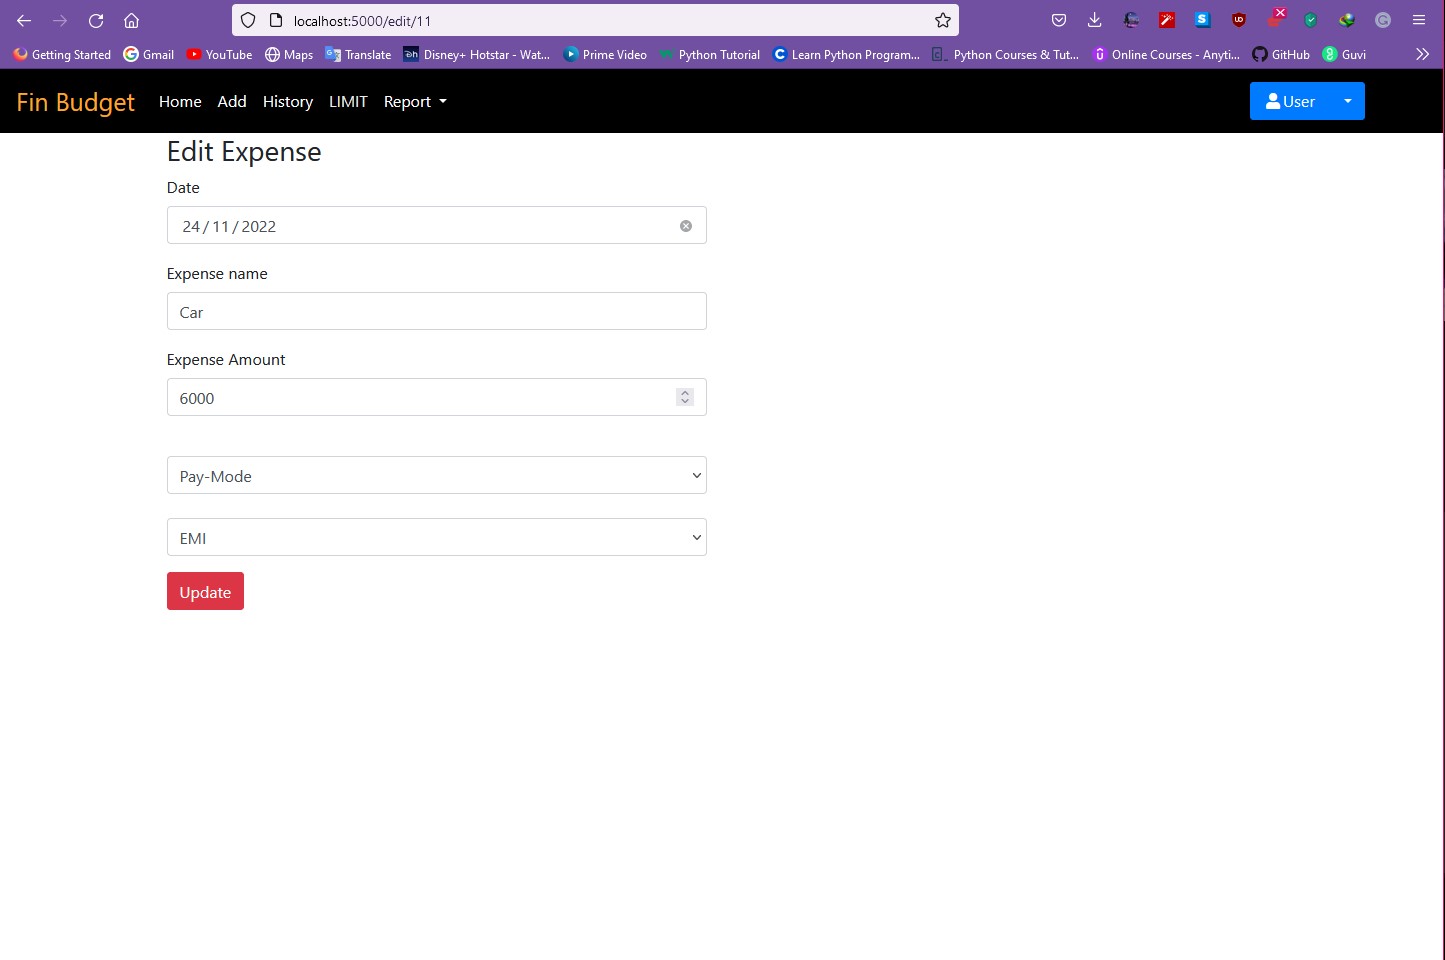 localhost:5000/edit/11
Getting Started Gmail YouTube Maps Translate Disney+ Hotstar - Wat... Prime Video Python Tutorial Learn Python Program... Python Courses & Tut... Online Courses - Anyti... GitHub Guvi
Fin Budget Home Add History LIMIT Report User
Edit Expense
Date
24 / 11 / 2022
Expense name
Car
Expense Amount
6000
Pay-Mode
EMI
Update